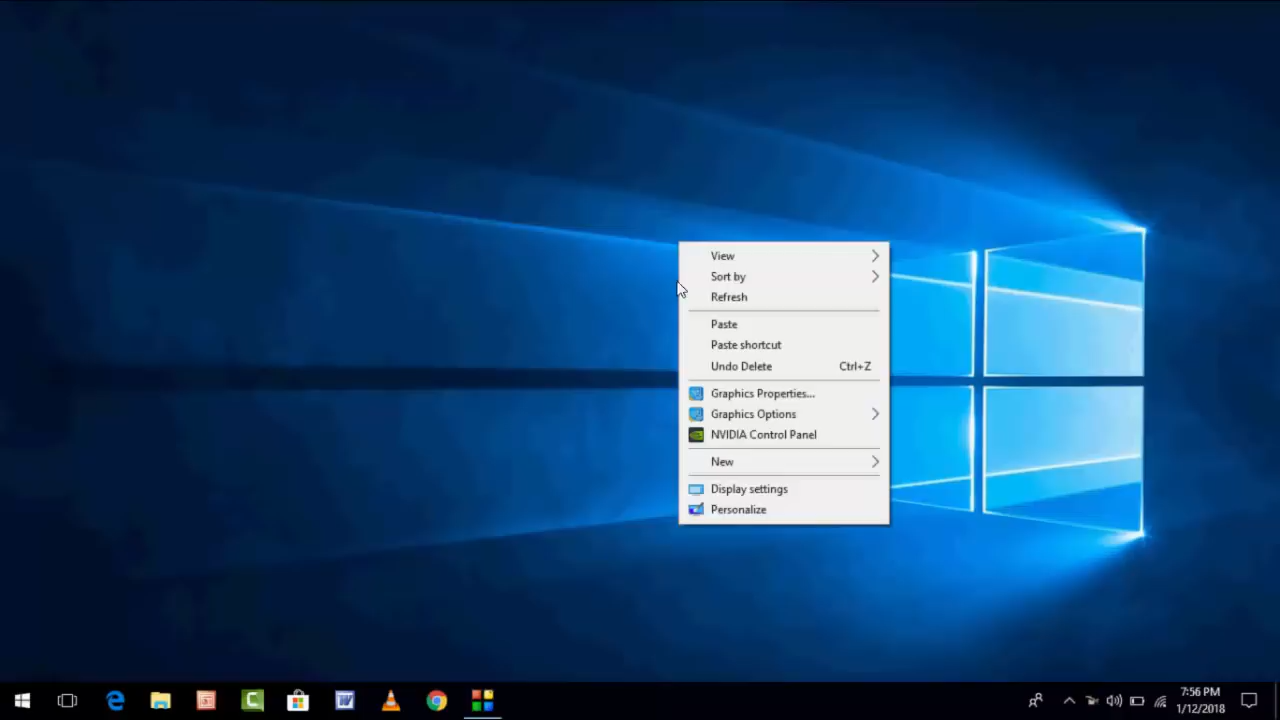 View
Sort by
Refresh
Paste
Paste shortcut
Undo Delete Ctrl+Z
Graphics Properties...
Graphics Options
NVIDIA Control Panel
New
Display settings
Personalize
7:56 PM
1/12/2018